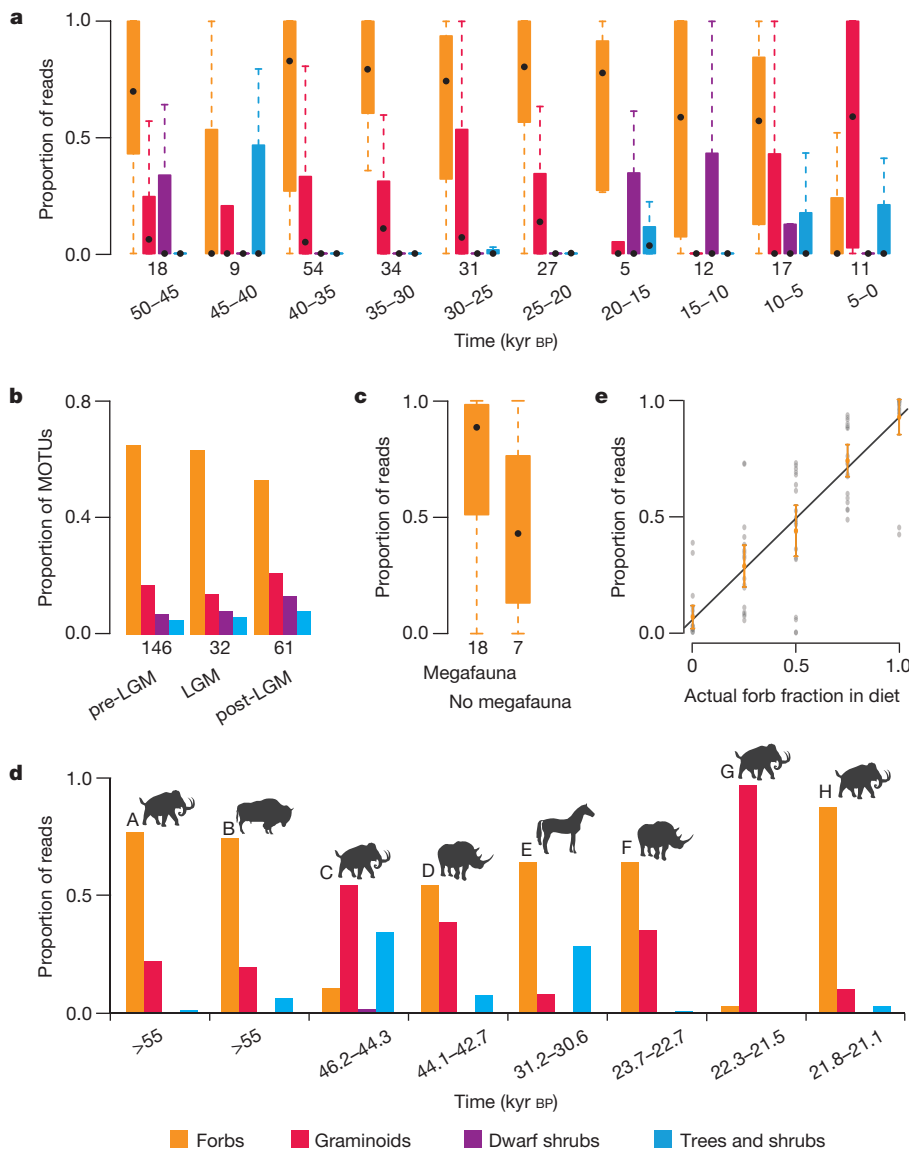 a
Proportion of reads
1.0
0.5
0.0
18 9 54 34 31 27 5 12 17 11
50–45 45–40 40–35 35–30 30–25 25–20 20–15 15–10 10–5 5–0
Time (kyr BP)
b
Proportion of MOTUs
0.8
0.4
0.0
146 32 61
pre-LGM LGM post-LGM
c
Proportion of reads
1.0
0.5
0.0
18 7
Megafauna
No megafauna
e
Proportion of reads
1.0
0.5
0.0
0 0.5 1.0
Actual forb fraction in diet
d
Proportion of reads
1.0
0.5
0.0
A B C D E F G H
>55 >55 46.2–44.3 44.1–42.7 31.2–30.6 23.7–22.7 22.3–21.5 21.8–21.1
Time (kyr BP)
Forbs Graminoids Dwarf shrubs Trees and shrubs